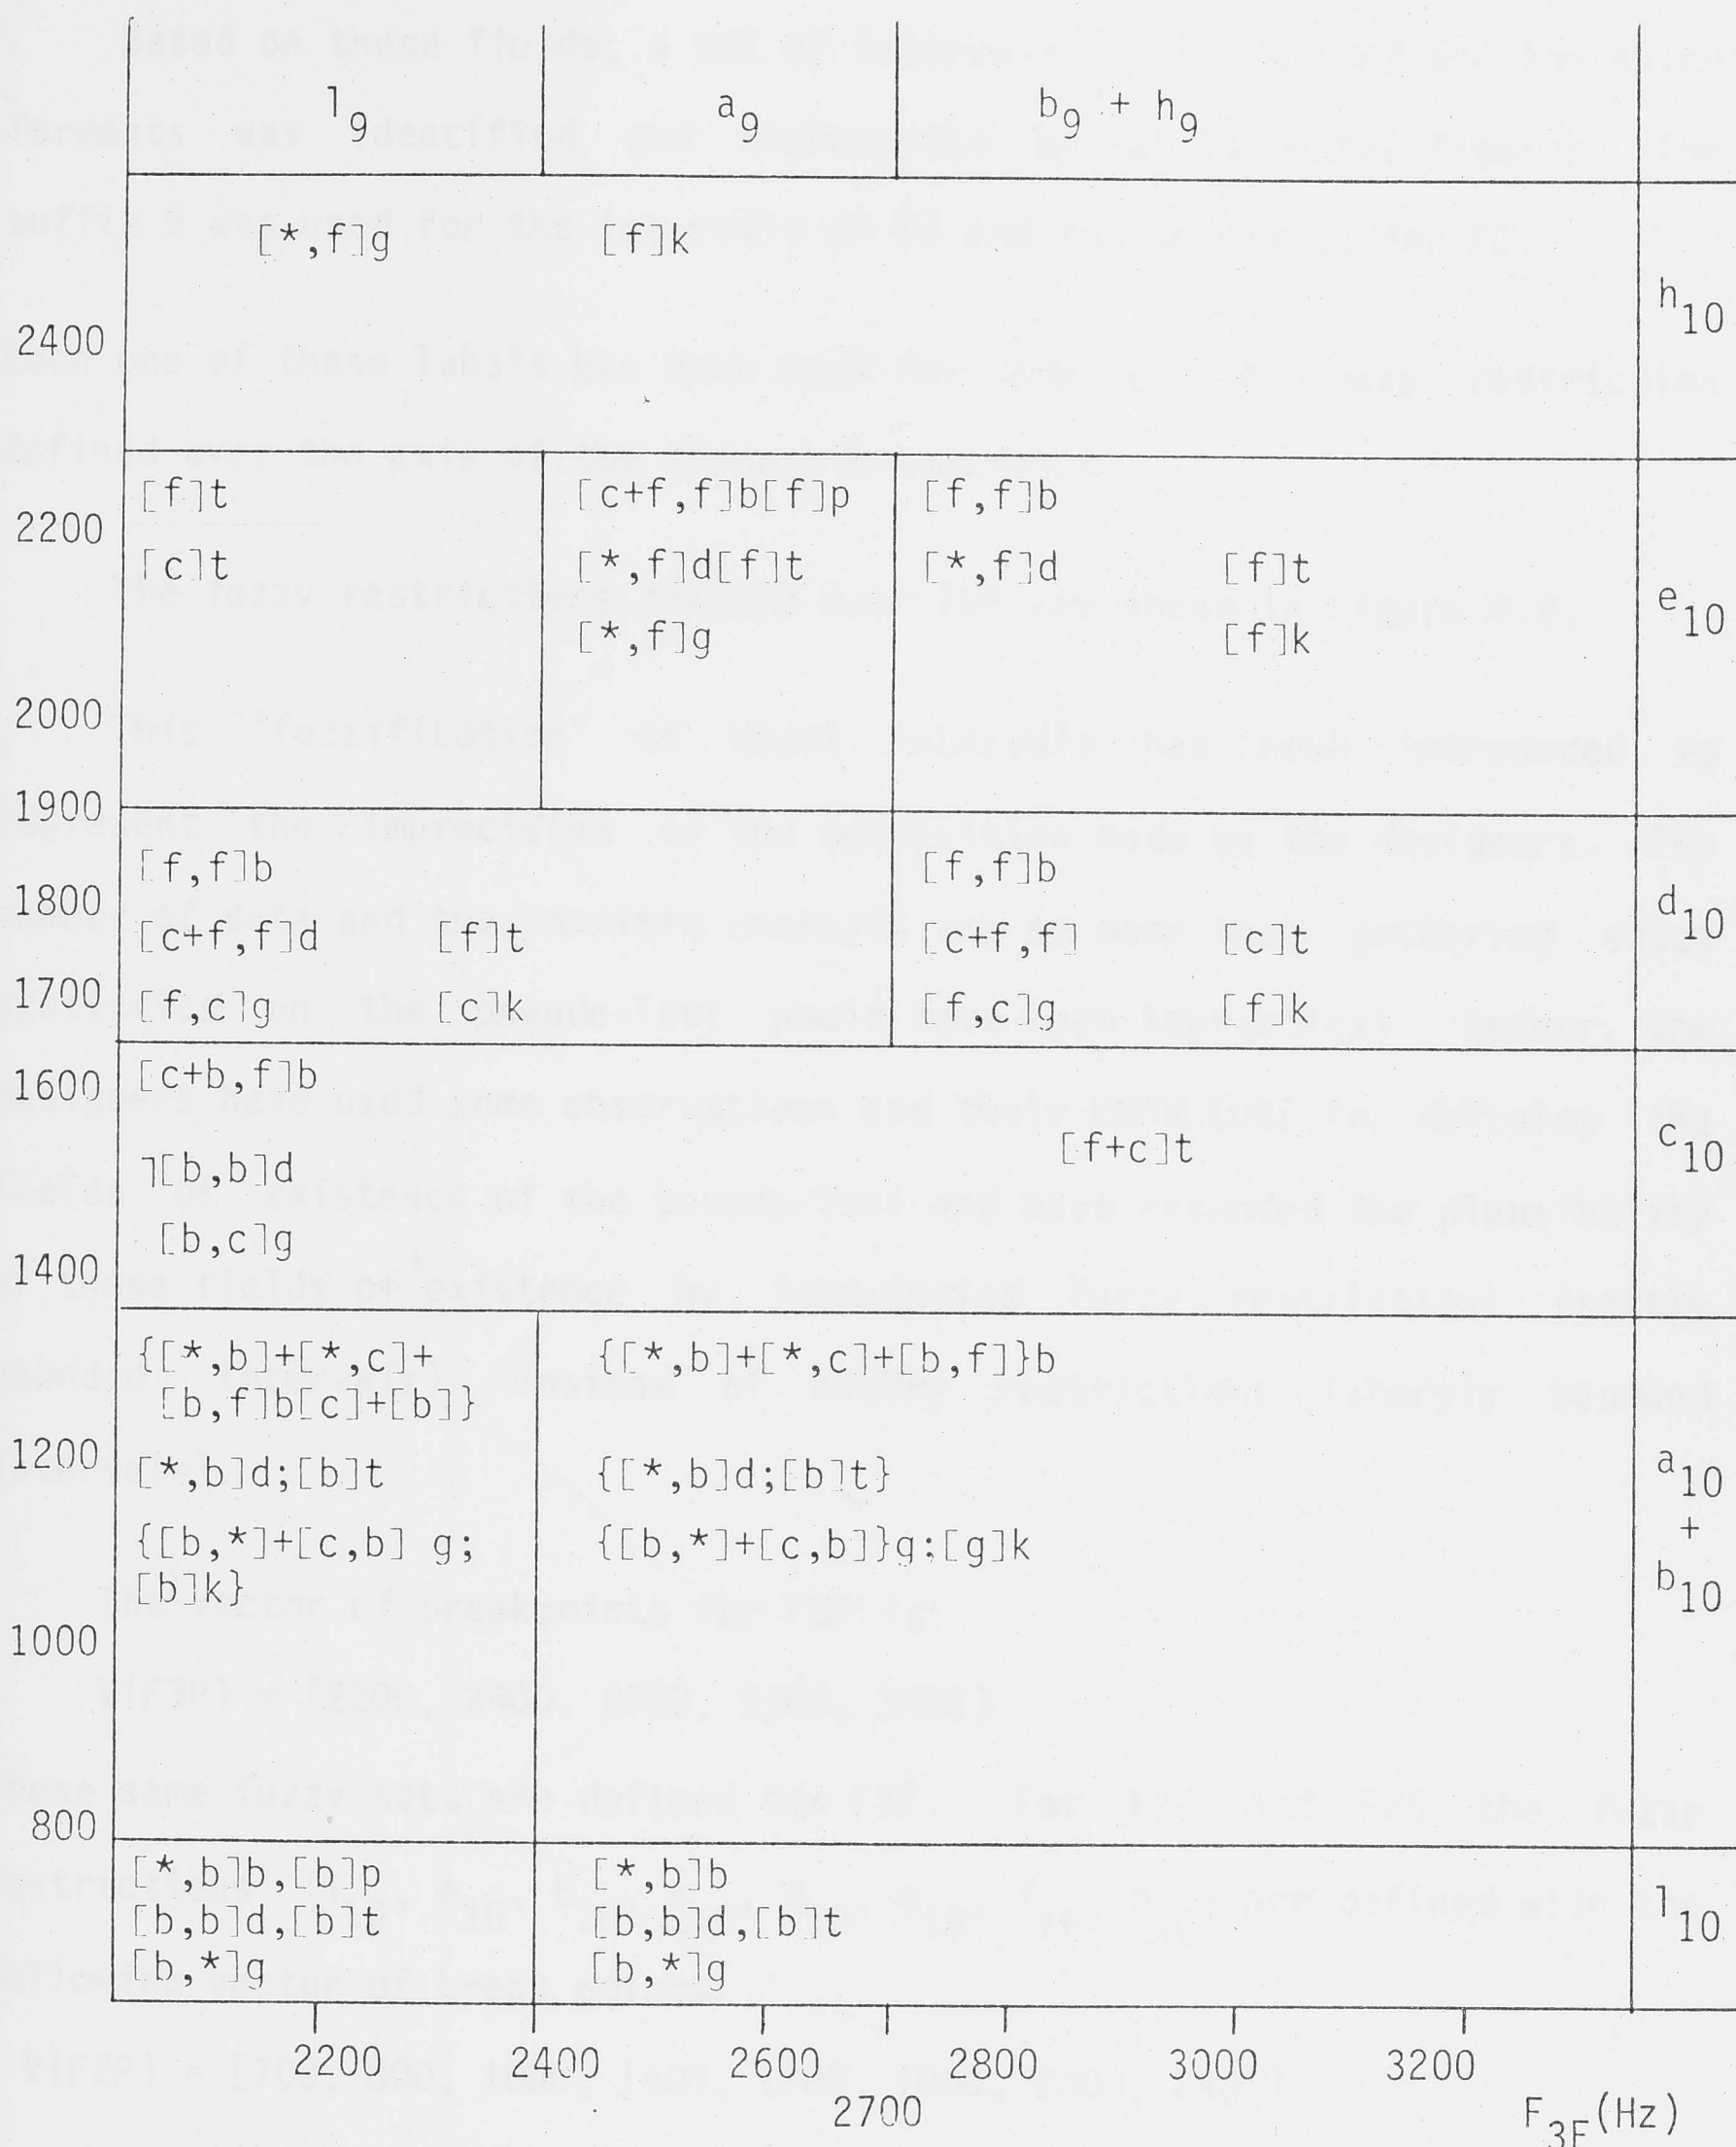 l9 a9 b9 + h9
[*,f]g [f]k
h10
2400
[f]t [c+f,f]b[f]p [f,f]b
2200
[c]t [*,f]d[f]t [*,f]d [f]t
e10
[*,f]g [f]k
2000
1900
[f,f]b [f,f]b
1800 d10
[c+f,f]d [f]t [c+f,f] [c]t
1700 [f,c]g [c]k [f,c]g [f]k
1600 [c+b,f]b
[f+c]t c10
⅂[b,b]d
[b,c]g
1400
{[*,b]+[*,c]+ {[*,b]+[*,c]+[b,f]}b
[b,f]b[c]+[b]}
1200 [*,b]d;[b]t {[*,b]d;[b]t} a10
+
{[b,*]+[c,b] g; {[b,*]+[c,b]}g:[g]k
[b]k} b10
1000
800
[*,b]b,[b]p [*,b]b
[b,b]d,[b]t [b,b]d,[b]t l10
[b,*]g [b,*]g
2200 2400 2600 2800 3000 3200
2700 F3F(Hz)